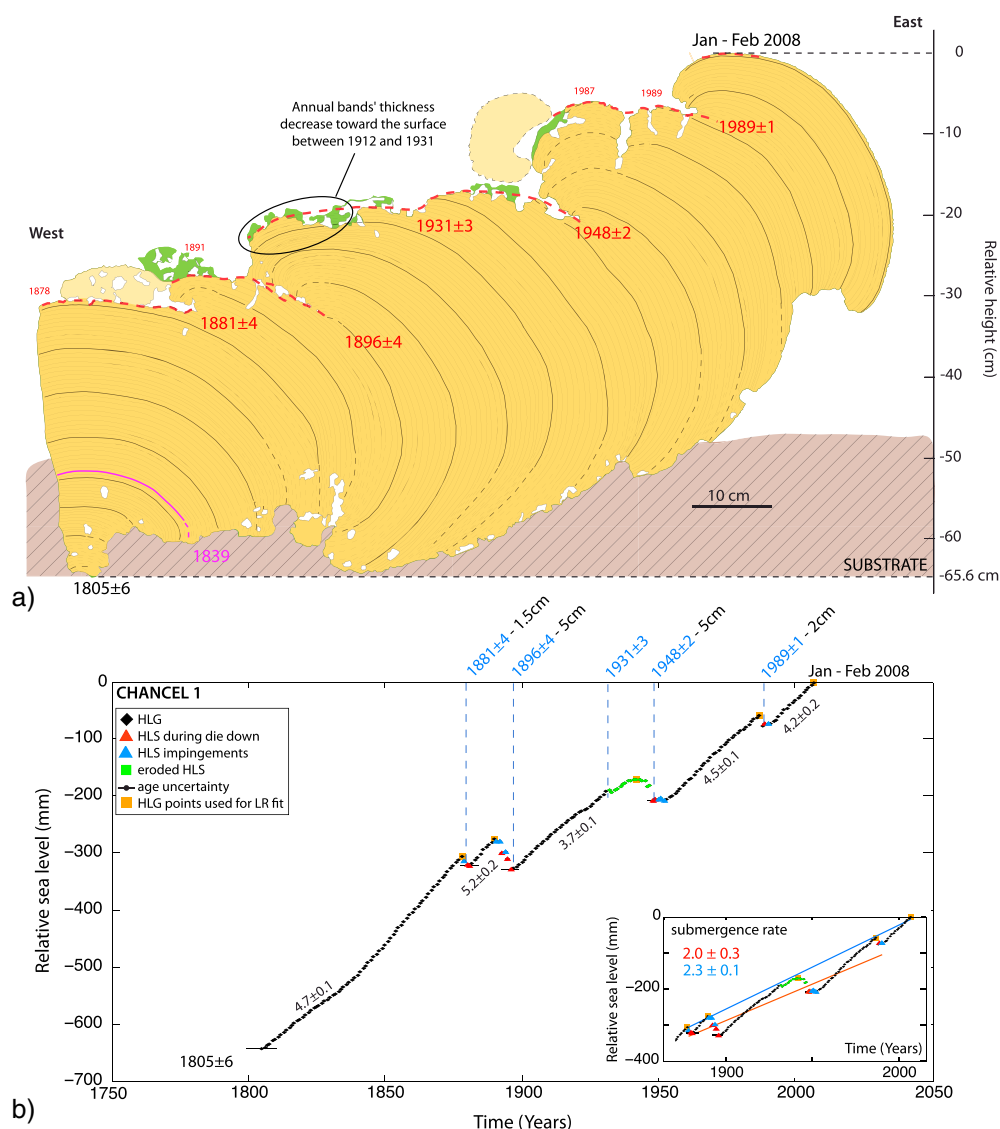 East
Jan - Feb 2008
0
1987
1989
Annual bands' thickness
decrease toward the surface
between 1912 and 1931
1989±1
-10
1931±3
1948±2
-20
West
1891
1878
1881±4
1896±4
-30
Relative height (cm)
-40
-50
10 cm
1839
-60
SUBSTRATE
-65.6 cm
1805±6
a)
1881±4 - 1.5cm
1896±4 - 5cm
1931±3
1948±2 - 5cm
1989±1 - 2cm
Jan - Feb 2008
CHANCEL 1
HLG
HLS during die down
HLS impingements
eroded HLS
age uncertainty
HLG points used for LR fit
0
−100
−200
−300
−400
−500
−600
−700
Relative sea level (mm)
4.7±0.1
5.2±0.2
3.7±0.1
4.5±0.1
4.2±0.2
1805±6
submergence rate
2.0 ± 0.3
2.3 ± 0.1
0
−200
−400
Relative sea level (mm)
Time (Years)
1900
2000
1750
1800
1850
1900
1950
2000
2050
Time (Years)
b)